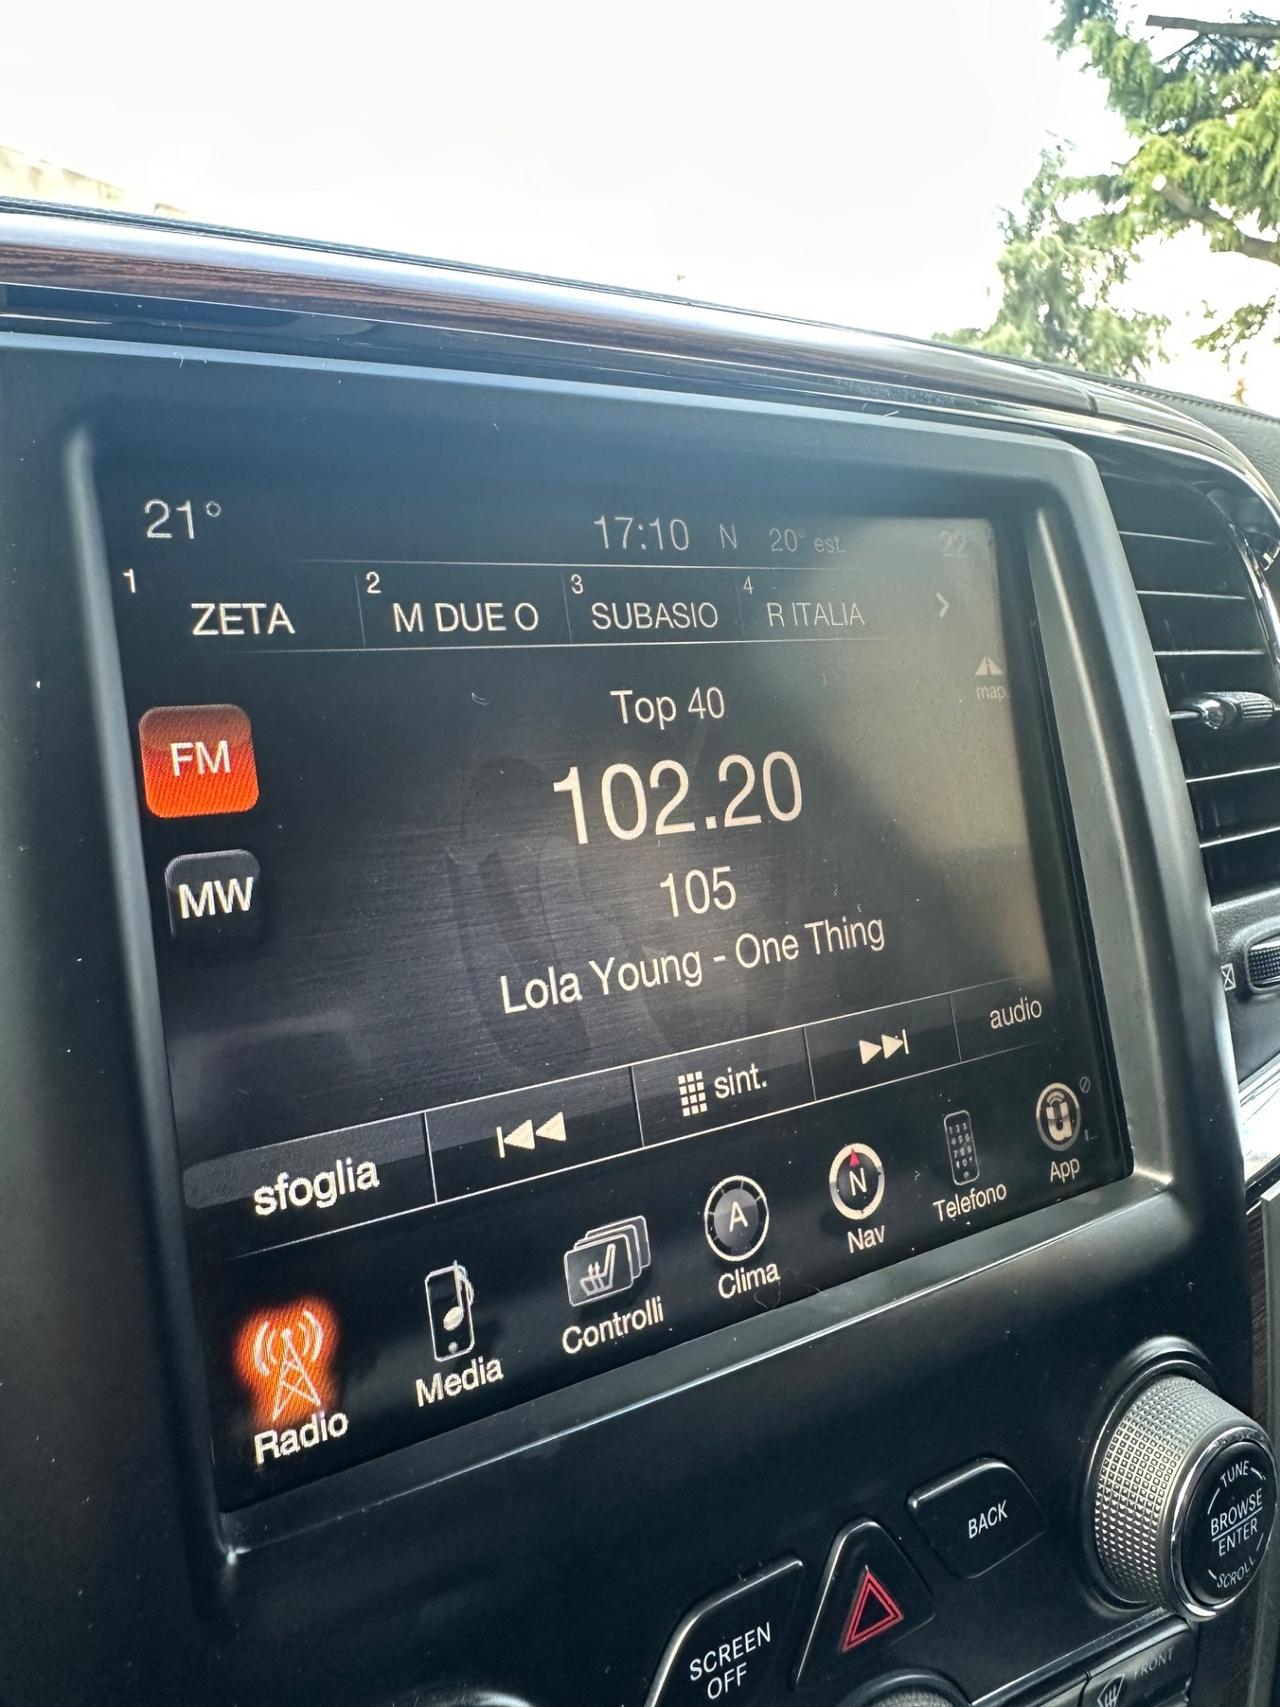 21° 17:10 N 20° est. 22°
1 ZETA 2 M DUE O 3 SUBASIO 4 R ITALIA
map
Top 40
FM
102.20
MW
105
Lola Young - One Thing
sfoglia sint. audio
Radio Media Controlli Clima Nav Telefono App
A
N
TUNE
BROWSE
ENTER
SCROLL
BACK
SCREEN
OFF
FRONT